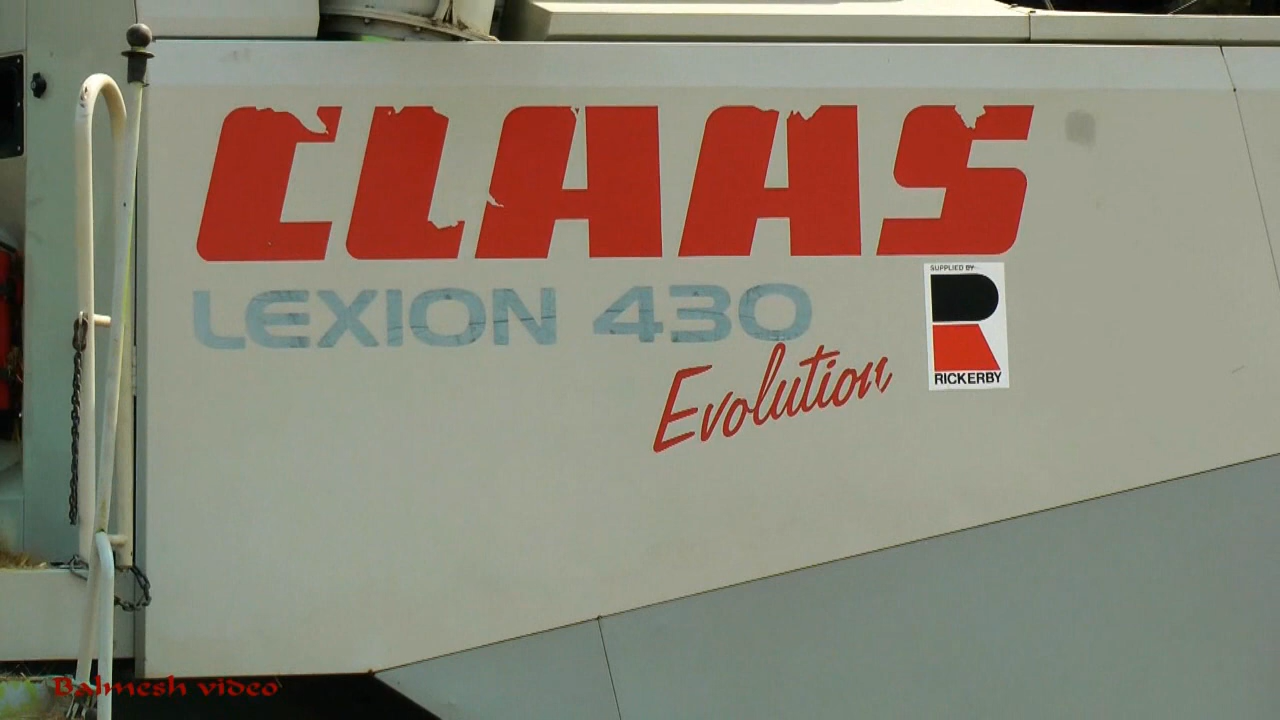 CLAAS
LEXION 430
Evolution
SUPPLIED BY
RICKERBY
Balmesh video